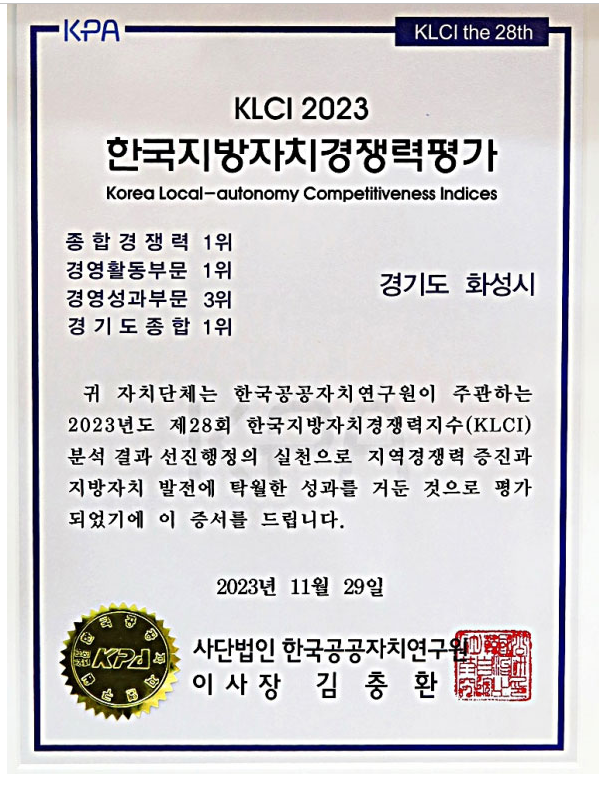 KPA
KLCI the 28th
KLCI 2023
한국지방자치경쟁력평가
Korea Local-autonomy Competitiveness Indices
종합경쟁력 1위
경영활동부문 1위
경영성과부문 3위
경기도종합 1위
경기도 화성시
귀 자치단체는 한국공공자치연구원이 주관하는
2023년도 제28회 한국지방자치경쟁력지수(KLCI)
분석 결과 선진행정의 실천으로 지역경쟁력 증진과
지방자치 발전에 탁월한 성과를 거둔 것으로 평가
되었기에 이 증서를 드립니다.
2023년 11월 29일
사단법인 한국공공자치연구원
이사장 김충환
KPA